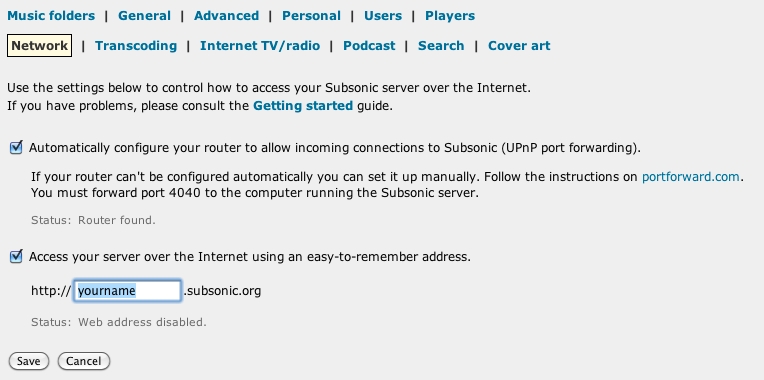 Music folders | General | Advanced | Personal | Users | Players
Network | Transcoding | Internet TV/radio | Podcast | Search | Cover art
Use the settings below to control how to access your Subsonic server over the Internet.
If you have problems, please consult the Getting started guide.
Automatically configure your router to allow incoming connections to Subsonic (UPnP port forwarding).
If your router can't be configured automatically you can set it up manually. Follow the instructions on portforward.com.
You must forward port 4040 to the computer running the Subsonic server.
Status: Router found.
Access your server over the Internet using an easy-to-remember address.
http:// yourname .subsonic.org
Status: Web address disabled.
Save Cancel